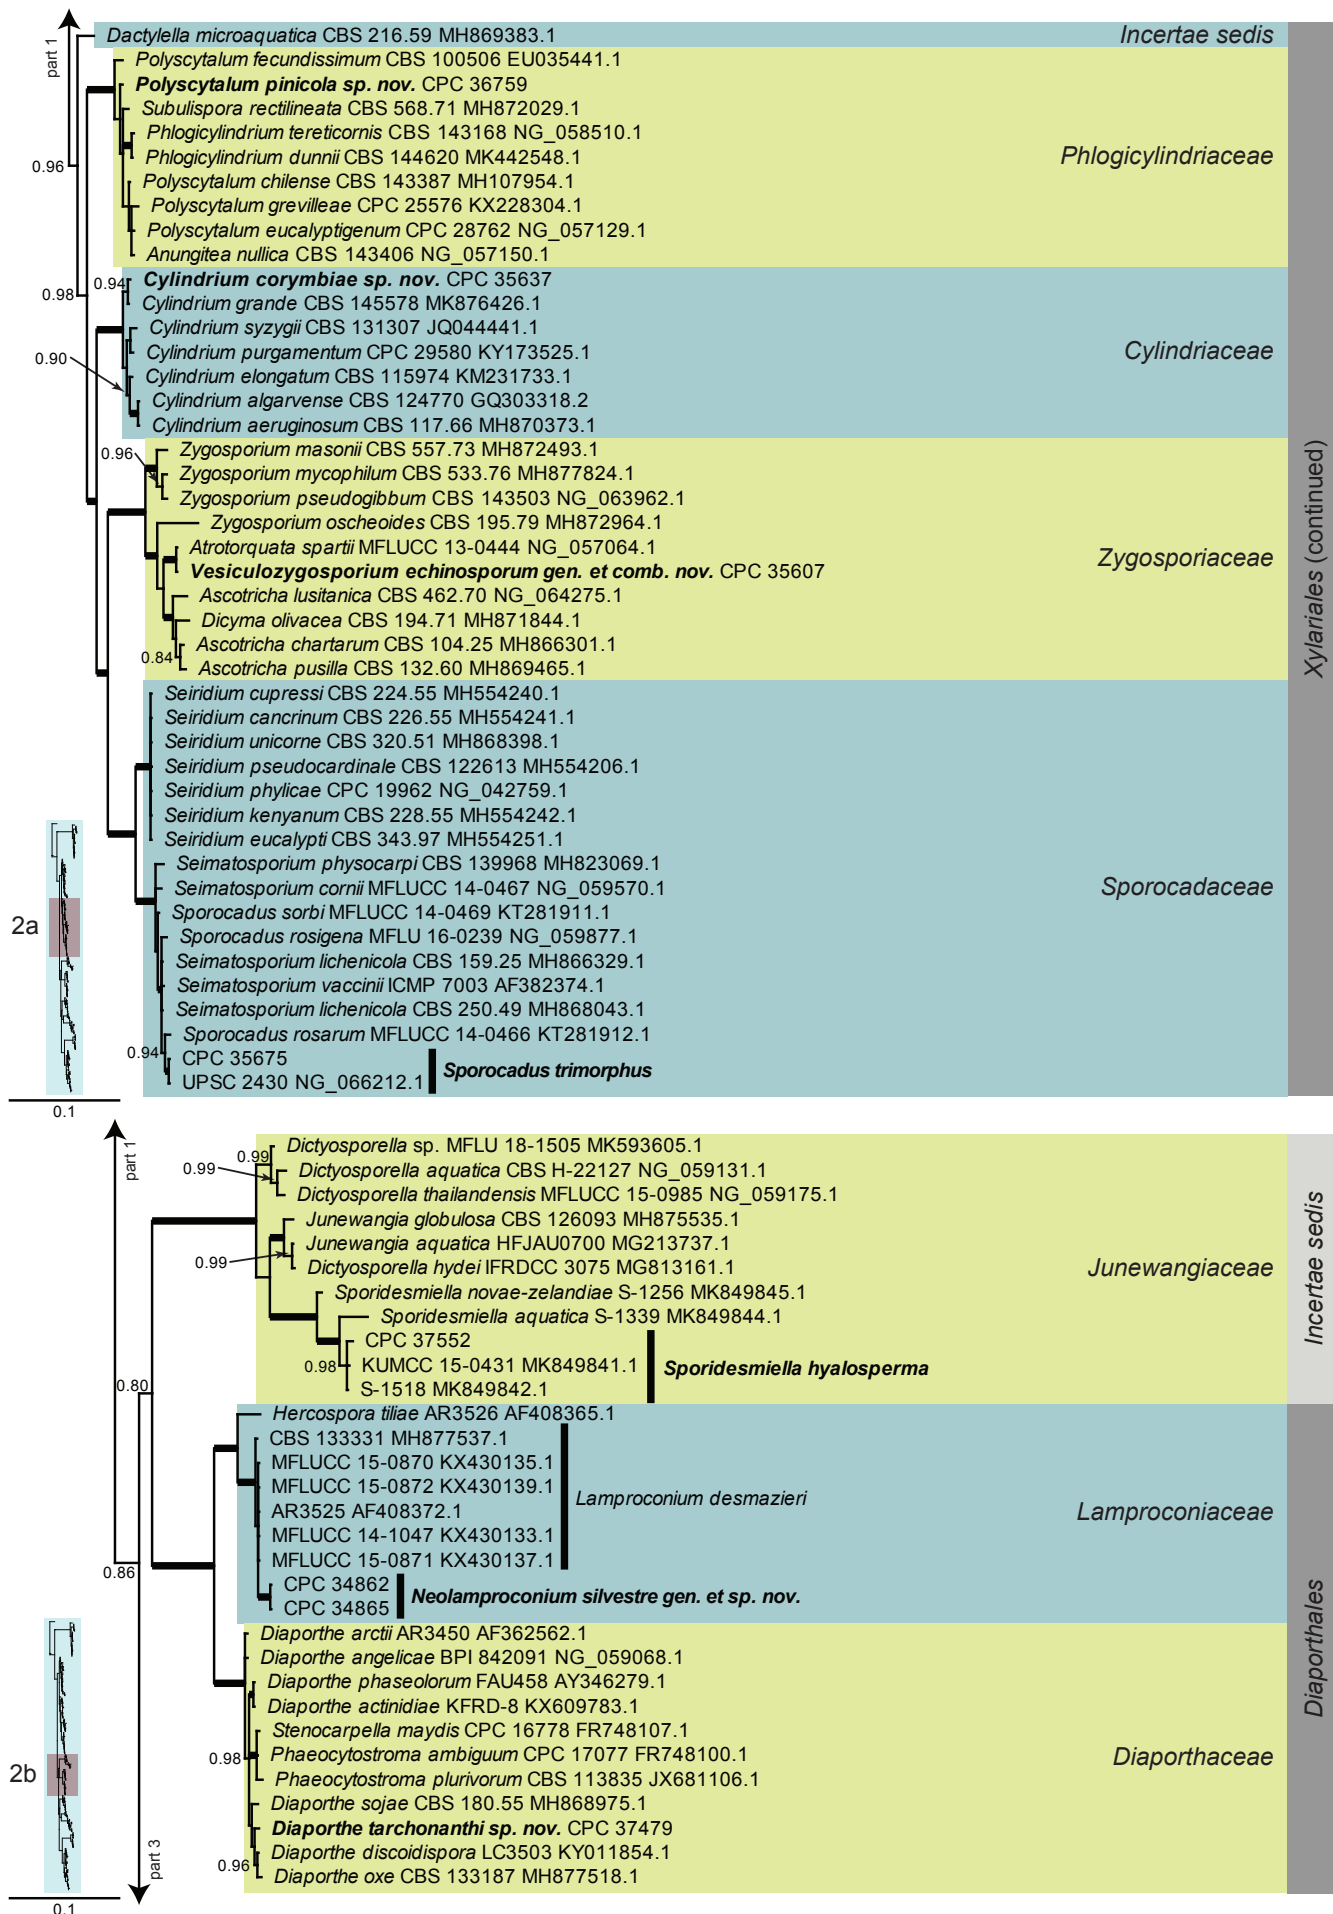 part 1
Dactylella microaquatica CBS 216.59 MH869383.1
Incertae sedis
Polyscytalum fecundissimum CBS 100506 EU035441.1
Polyscytalum pinicola sp. nov. CPC 36759
Subulispora rectilineata CBS 568.71 MH872029.1
Phlogicylindrium tereticornis CBS 143168 NG_058510.1
Phlogicylindrium dunnii CBS 144620 MK442548.1
Phlogicylindriaceae
0.96
Polyscytalum chilense CBS 143387 MH107954.1
Polyscytalum grevilleae CPC 25576 KX228304.1
Polyscytalum eucalyptigenum CPC 28762 NG_057129.1
Anungitea nullica CBS 143406 NG_057150.1
0.94
Cylindrium corymbiae sp. nov. CPC 35637
0.98
Cylindrium grande CBS 145578 MK876426.1
Cylindrium syzygii CBS 131307 JQ044441.1
Cylindrium purgamentum CPC 29580 KY173525.1
Cylindriaceae
0.90
Cylindrium elongatum CBS 115974 KM231733.1
Cylindrium algarvense CBS 124770 GQ303318.2
Cylindrium aeruginosum CBS 117.66 MH870373.1
Zygosporium masonii CBS 557.73 MH872493.1
0.96
Zygosporium mycophilum CBS 533.76 MH877824.1
Zygosporium pseudogibbum CBS 143503 NG_063962.1
Zygosporium oscheoides CBS 195.79 MH872964.1
Atrotorquata spartii MFLUCC 13-0444 NG_057064.1
Zygosporiaceae
Xylariales (continued)
Vesiculozygosporium echinosporum gen. et comb. nov. CPC 35607
Ascotricha lusitanica CBS 462.70 NG_064275.1
Dicyma olivacea CBS 194.71 MH871844.1
Ascotricha chartarum CBS 104.25 MH866301.1
0.84
Ascotricha pusilla CBS 132.60 MH869465.1
Seiridium cupressi CBS 224.55 MH554240.1
Seiridium cancrinum CBS 226.55 MH554241.1
Seiridium unicorne CBS 320.51 MH868398.1
Seiridium pseudocardinale CBS 122613 MH554206.1
Seiridium phylicae CPC 19962 NG_042759.1
Seiridium kenyanum CBS 228.55 MH554242.1
Seiridium eucalypti CBS 343.97 MH554251.1
Seimatosporium physocarpi CBS 139968 MH823069.1
Seimatosporium cornii MFLUCC 14-0467 NG_059570.1
Sporocadaceae
Sporocadus sorbi MFLUCC 14-0469 KT281911.1
2a
Sporocadus rosigena MFLU 16-0239 NG_059877.1
Seimatosporium lichenicola CBS 159.25 MH866329.1
Seimatosporium vaccinii ICMP 7003 AF382374.1
Seimatosporium lichenicola CBS 250.49 MH868043.1
Sporocadus rosarum MFLUCC 14-0466 KT281912.1
0.94
CPC 35675
Sporocadus trimorphus
UPSC 2430 NG_066212.1
0.1
part 1
Dictyosporella sp. MFLU 18-1505 MK593605.1
0.99
0.99
Dictyosporella aquatica CBS H-22127 NG_059131.1
Dictyosporella thailandensis MFLUCC 15-0985 NG_059175.1
Junewangia globulosa CBS 126093 MH875535.1
Junewangia aquatica HFJAU0700 MG213737.1
0.99
Dictyosporella hydei IFRDCC 3075 MG813161.1
Junewangiaceae
Incertae sedis
Sporidesmiella novae-zelandiae S-1256 MK849845.1
Sporidesmiella aquatica S-1339 MK849844.1
CPC 37552
0.98
KUMCC 15-0431 MK849841.1
Sporidesmiella hyalosperma
S-1518 MK849842.1
0.80
Hercospora tiliae AR3526 AF408365.1
CBS 133331 MH877537.1
MFLUCC 15-0870 KX430135.1
MFLUCC 15-0872 KX430139.1
Lamproconium desmazieri
AR3525 AF408372.1
Lamproconiaceae
MFLUCC 14-1047 KX430133.1
MFLUCC 15-0871 KX430137.1
0.86
CPC 34862
Neolamproconium silvestre gen. et sp. nov.
CPC 34865
Diaporthales
Diaporthe arctii AR3450 AF362562.1
Diaporthe angelicae BPI 842091 NG_059068.1
Diaporthe phaseolorum FAU458 AY346279.1
Diaporthe actinidiae KFRD-8 KX609783.1
Stenocarpella maydis CPC 16778 FR748107.1
0.98
Phaeocytostroma ambiguum CPC 17077 FR748100.1
Diaporthaceae
2b
Phaeocytostroma plurivorum CBS 113835 JX681106.1
Diaporthe sojae CBS 180.55 MH868975.1
Diaporthe tarchonanthi sp. nov. CPC 37479
Diaporthe discoidispora LC3503 KY011854.1
0.96
Diaporthe oxe CBS 133187 MH877518.1
part 3
0.1